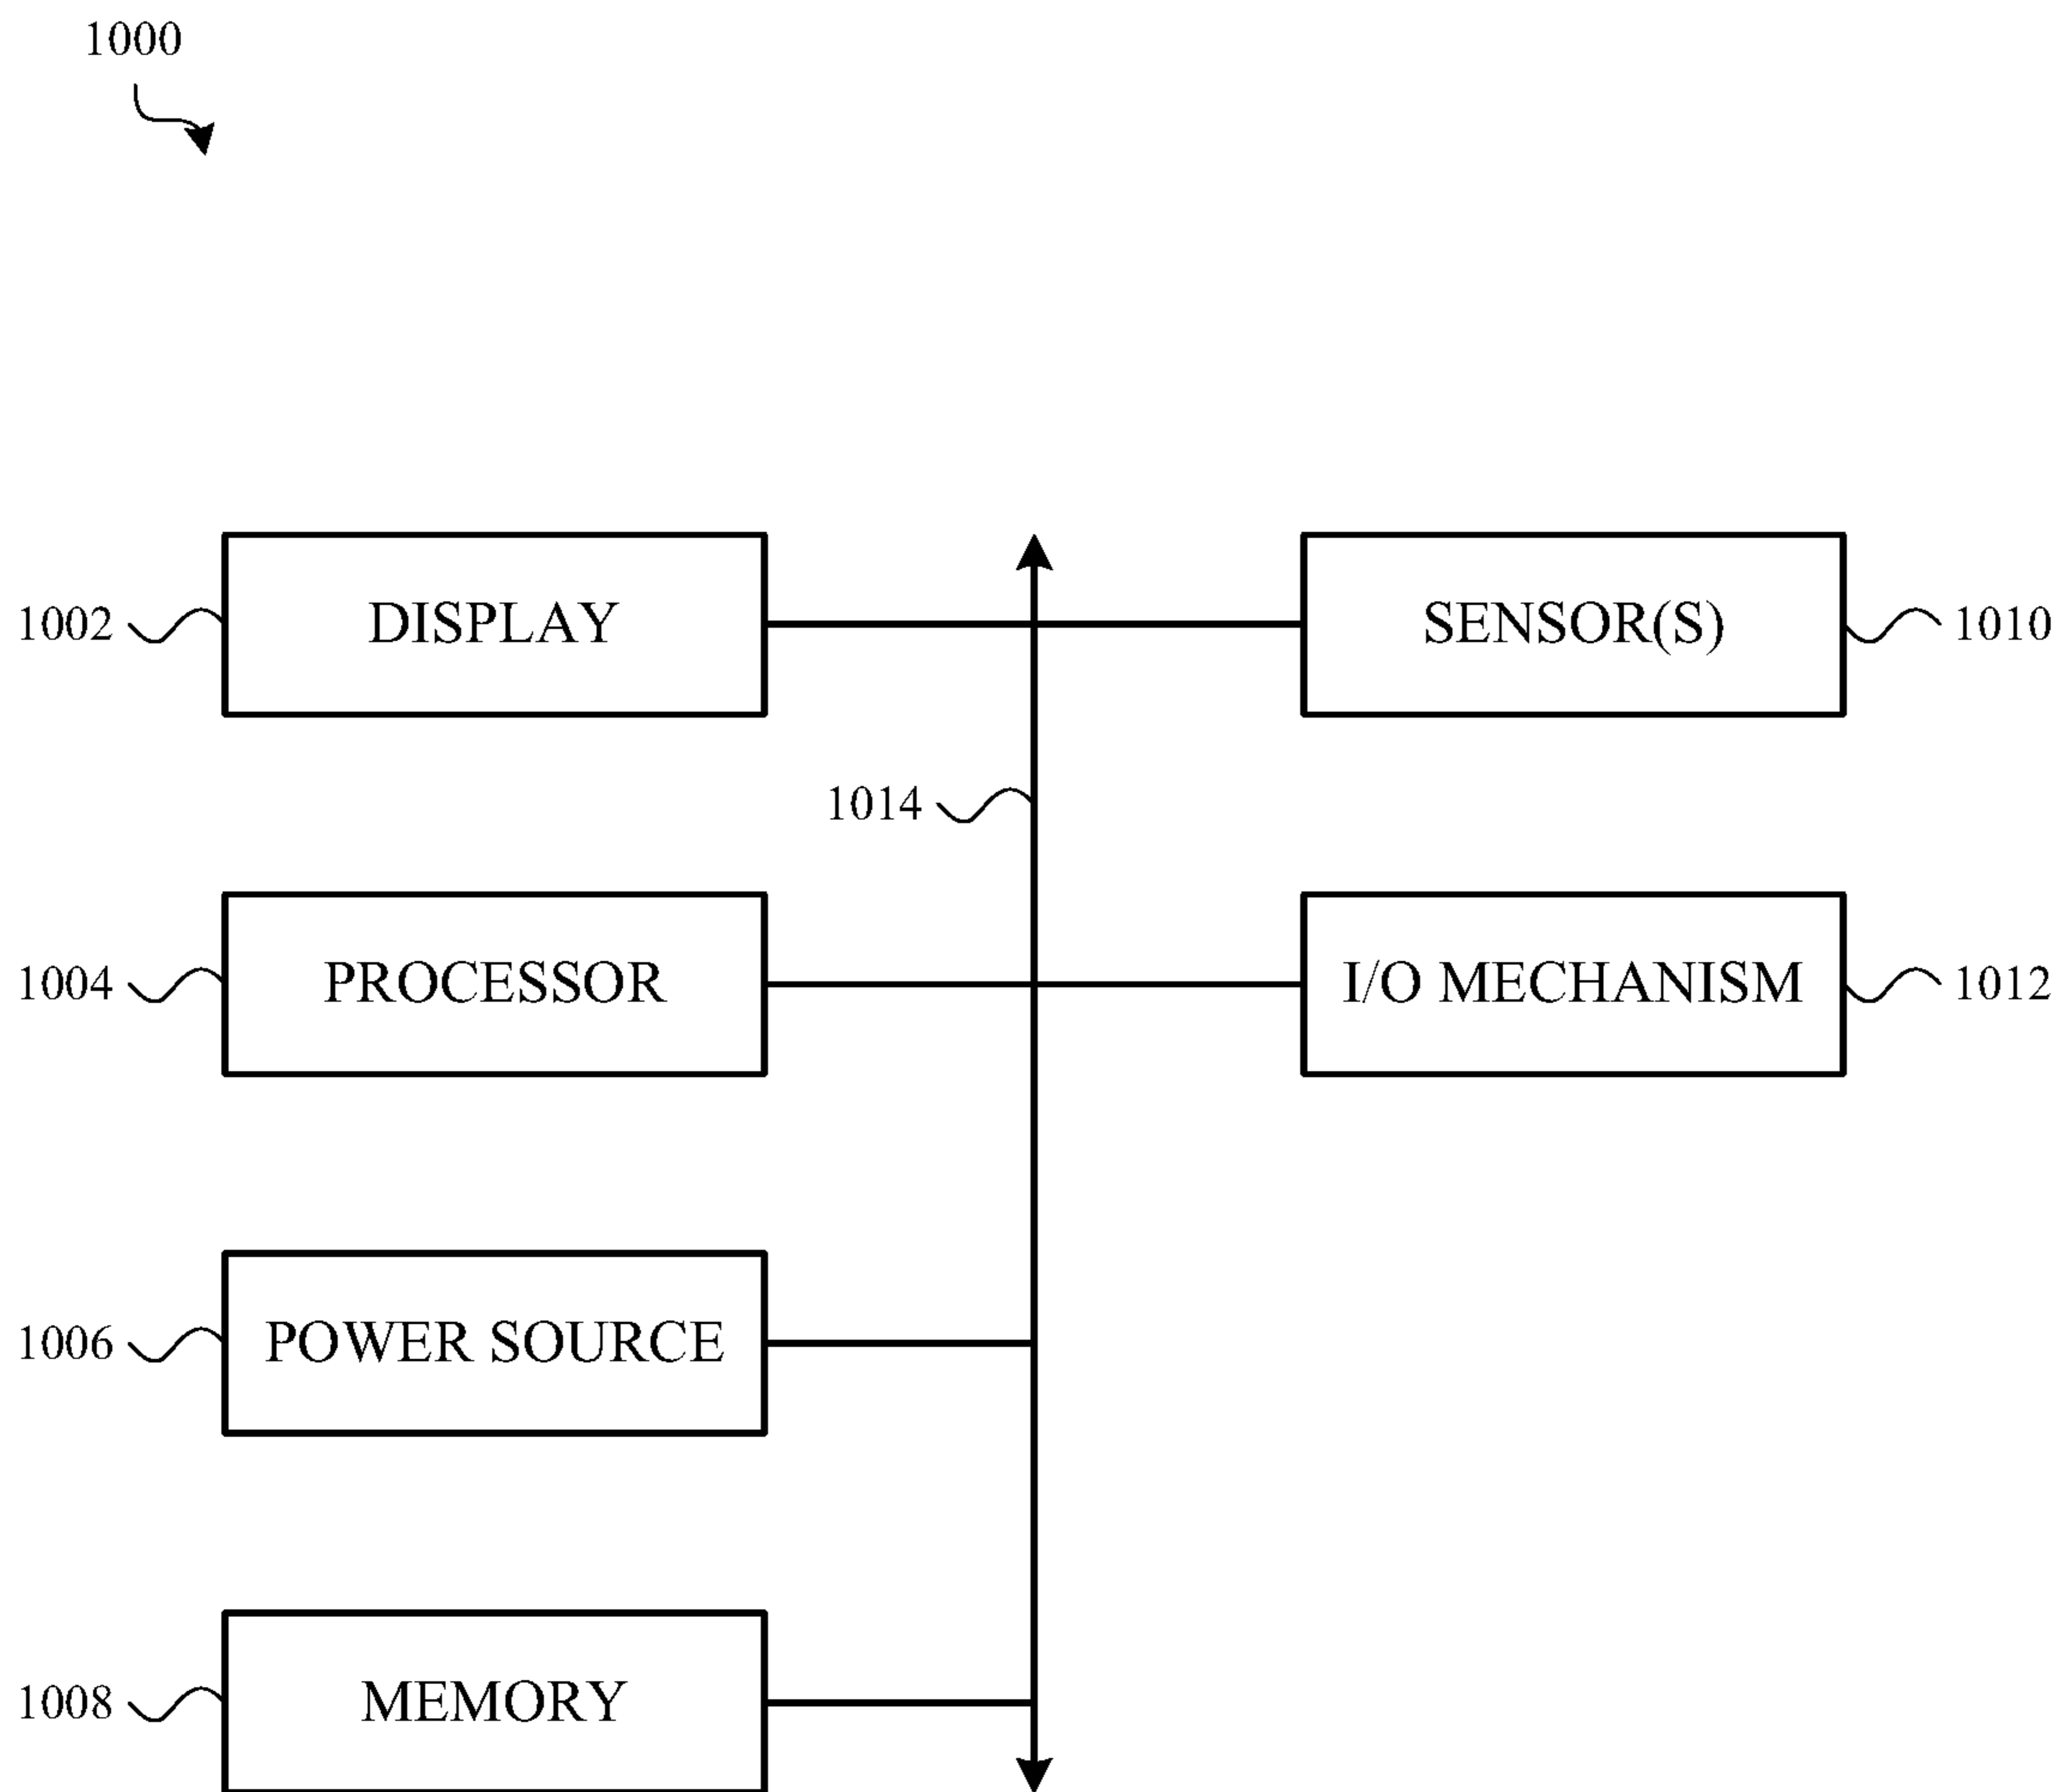 1000
1002 DISPLAY SENSOR(S) 1010
1014
1004 PROCESSOR I/O MECHANISM 1012
1006 POWER SOURCE
1008 MEMORY